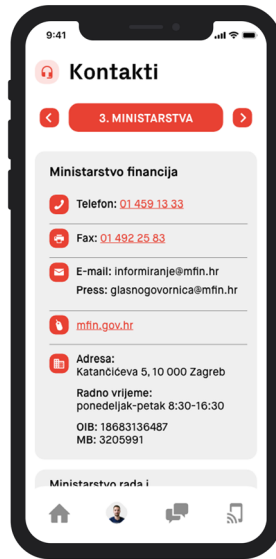 9:41
Kontakti
3. MINISTARSTVA
Ministarstvo financija
Telefon: 01 459 13 33
Fax: 01 492 25 83
E-mail: informiranje@mfin.hr
Press: glasnogovornica@mfin.hr
mfin.gov.hr
Adresa:
Katančićeva 5, 10 000 Zagreb
Radno vrijeme:
ponedeljak-petak 8:30-16:30
OIB: 18683136487
MB: 3205991
Ministarstvo rada i